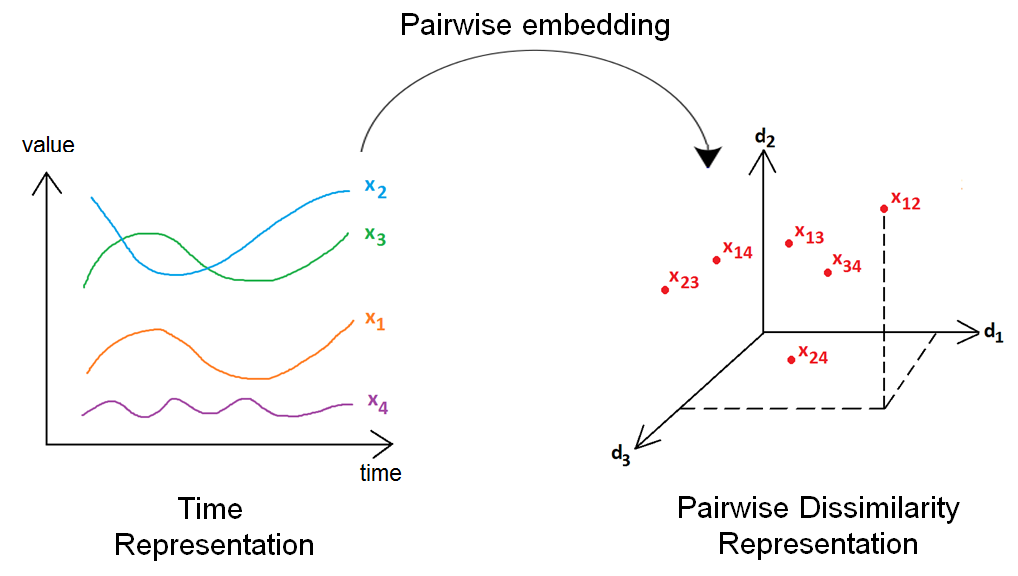 Pairwise embedding
value
x2
x3
x1
x4
time
Time
Representation
d2
x12
x13
x14
x34
x23
x24
d1
d3
Pairwise Dissimilarity
Representation